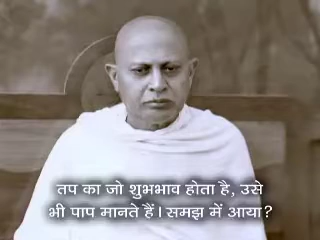 तप का जो शुभभाव होता है, उसे
भी पाप मानते हैं। समझ में आया?